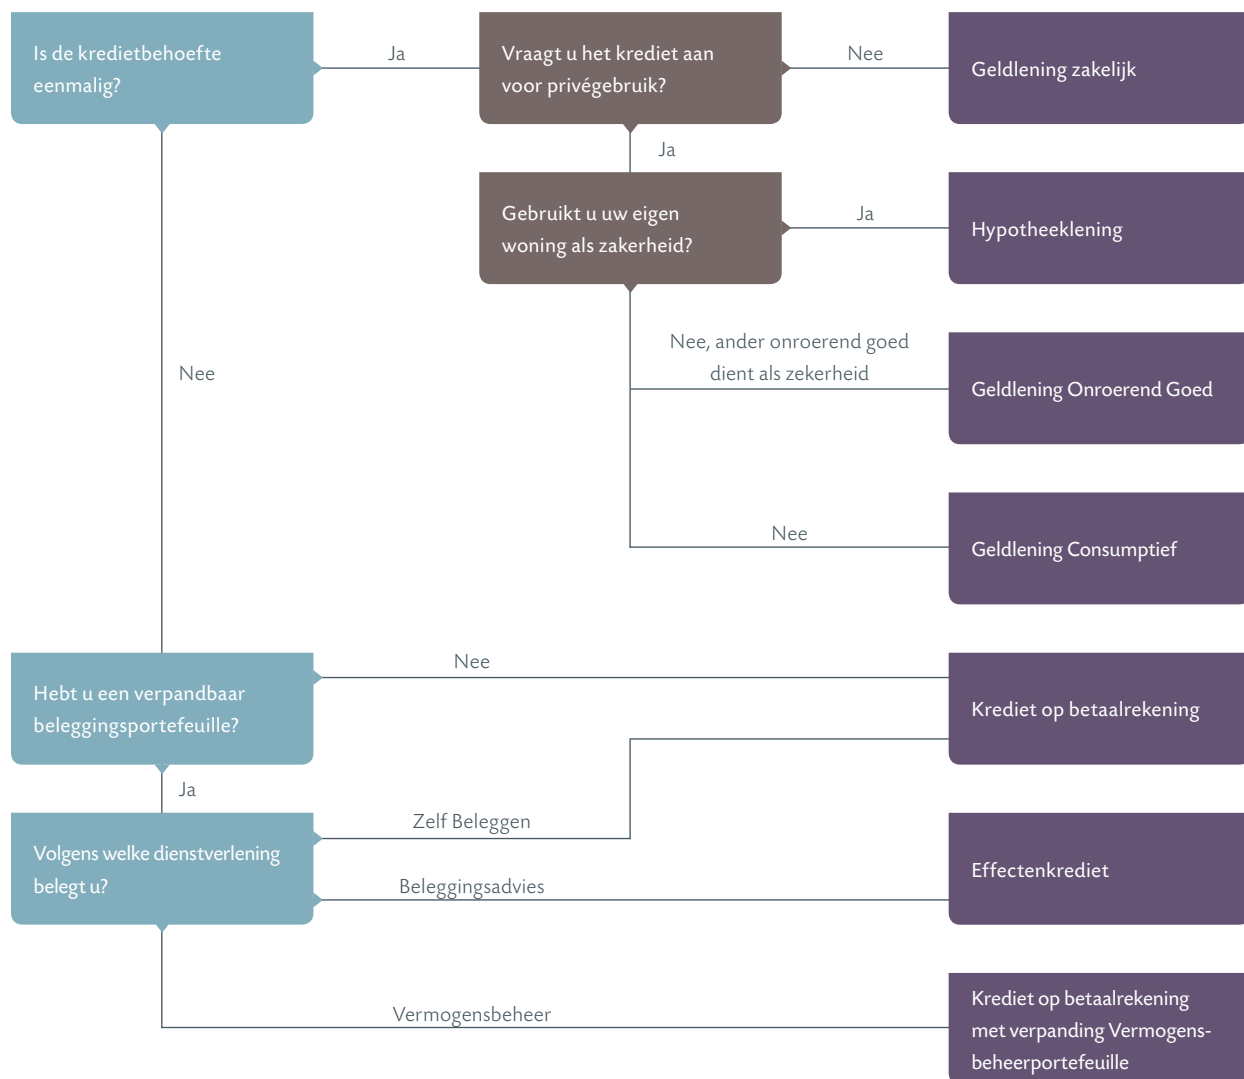 Is de kredietbehoefte
eenmalig?
Ja
Vraagt u het krediet aan
voor privégebruik?
Nee
Geldlening zakelijk
Ja
Gebruikt u uw eigen
woning als zakerheid?
Ja
Hypotheeklening
Nee, ander onroerend goed
dient als zekerheid
Geldlening Onroerend Goed
Nee
Nee
Geldlening Consumptief
Hebt u een verpandbaar
beleggingsportefeuille?
Nee
Krediet op betaalrekening
Ja
Volgens welke dienstverlening
belegt u?
Zelf Beleggen
Beleggingsadvies
Effectenkrediet
Vermogensbeheer
Krediet op betaalrekening
met verpanding Vermogens-
beheerportefeuille